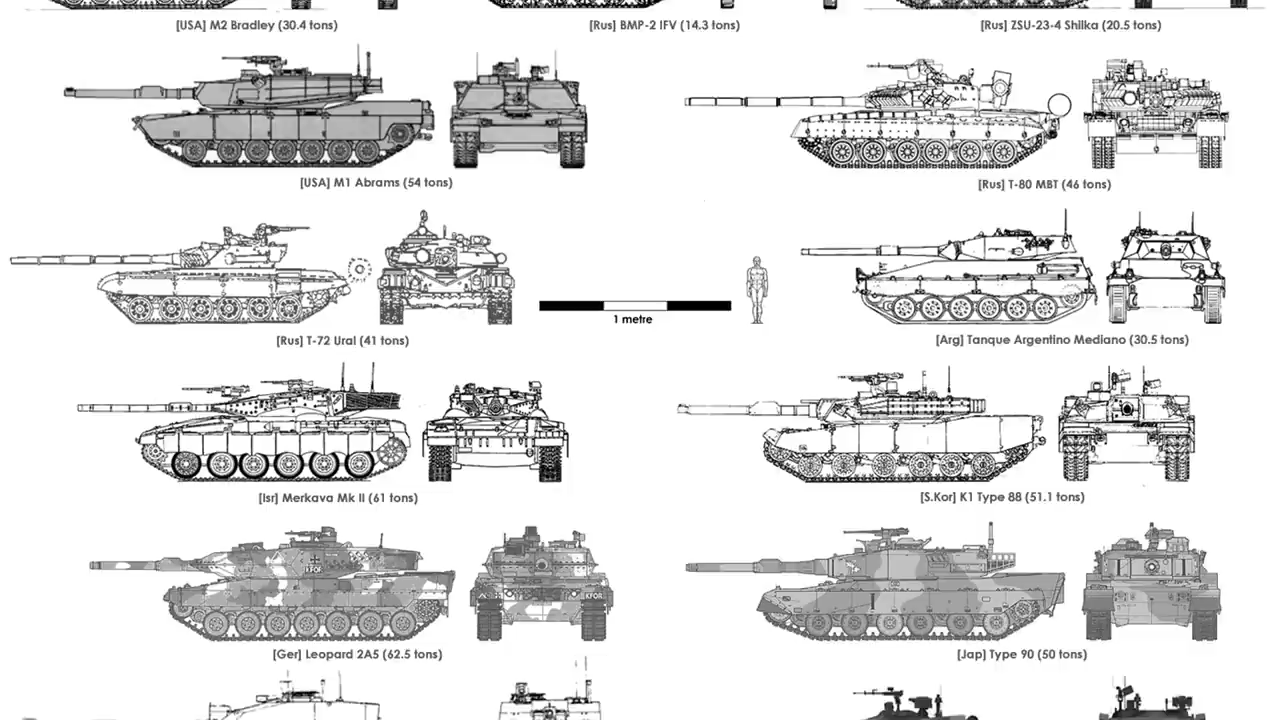 [USA] M2 Bradley (30.4 tons)
[Rus] BMP-2 IFV (14.3 tons)
[Rus] ZSU-23-4 Shilka (20.5 tons)
[USA] M1 Abrams (54 tons)
[Rus] T-80 MBT (46 tons)
1 metre
[Rus] T-72 Ural (41 tons)
[Arg] Tanque Argentino Mediano (30.5 tons)
[Isr] Merkava Mk II (61 tons)
[S.Kor] K1 Type 88 (51.1 tons)
KFOR
KFOR
[Ger] Leopard 2A5 (62.5 tons)
[Jap] Type 90 (50 tons)